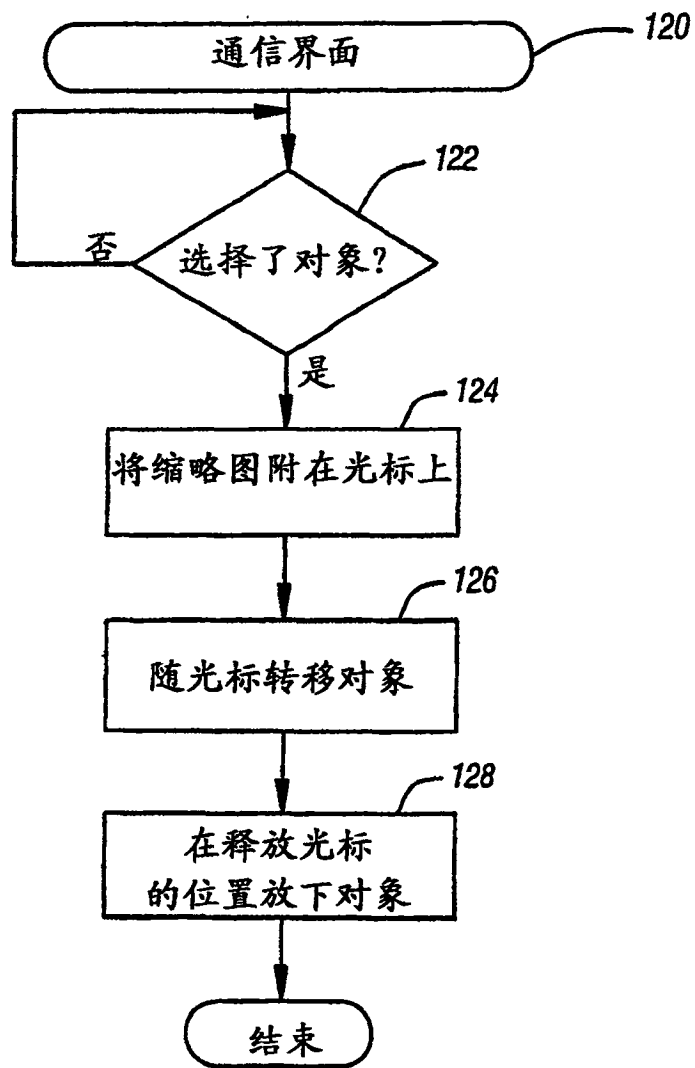 通信界面
120
122
选择了对象?
否
是
124
将缩略图附在光标上
126
随光标转移对象
128
在释放光标
的位置放下对象
结束